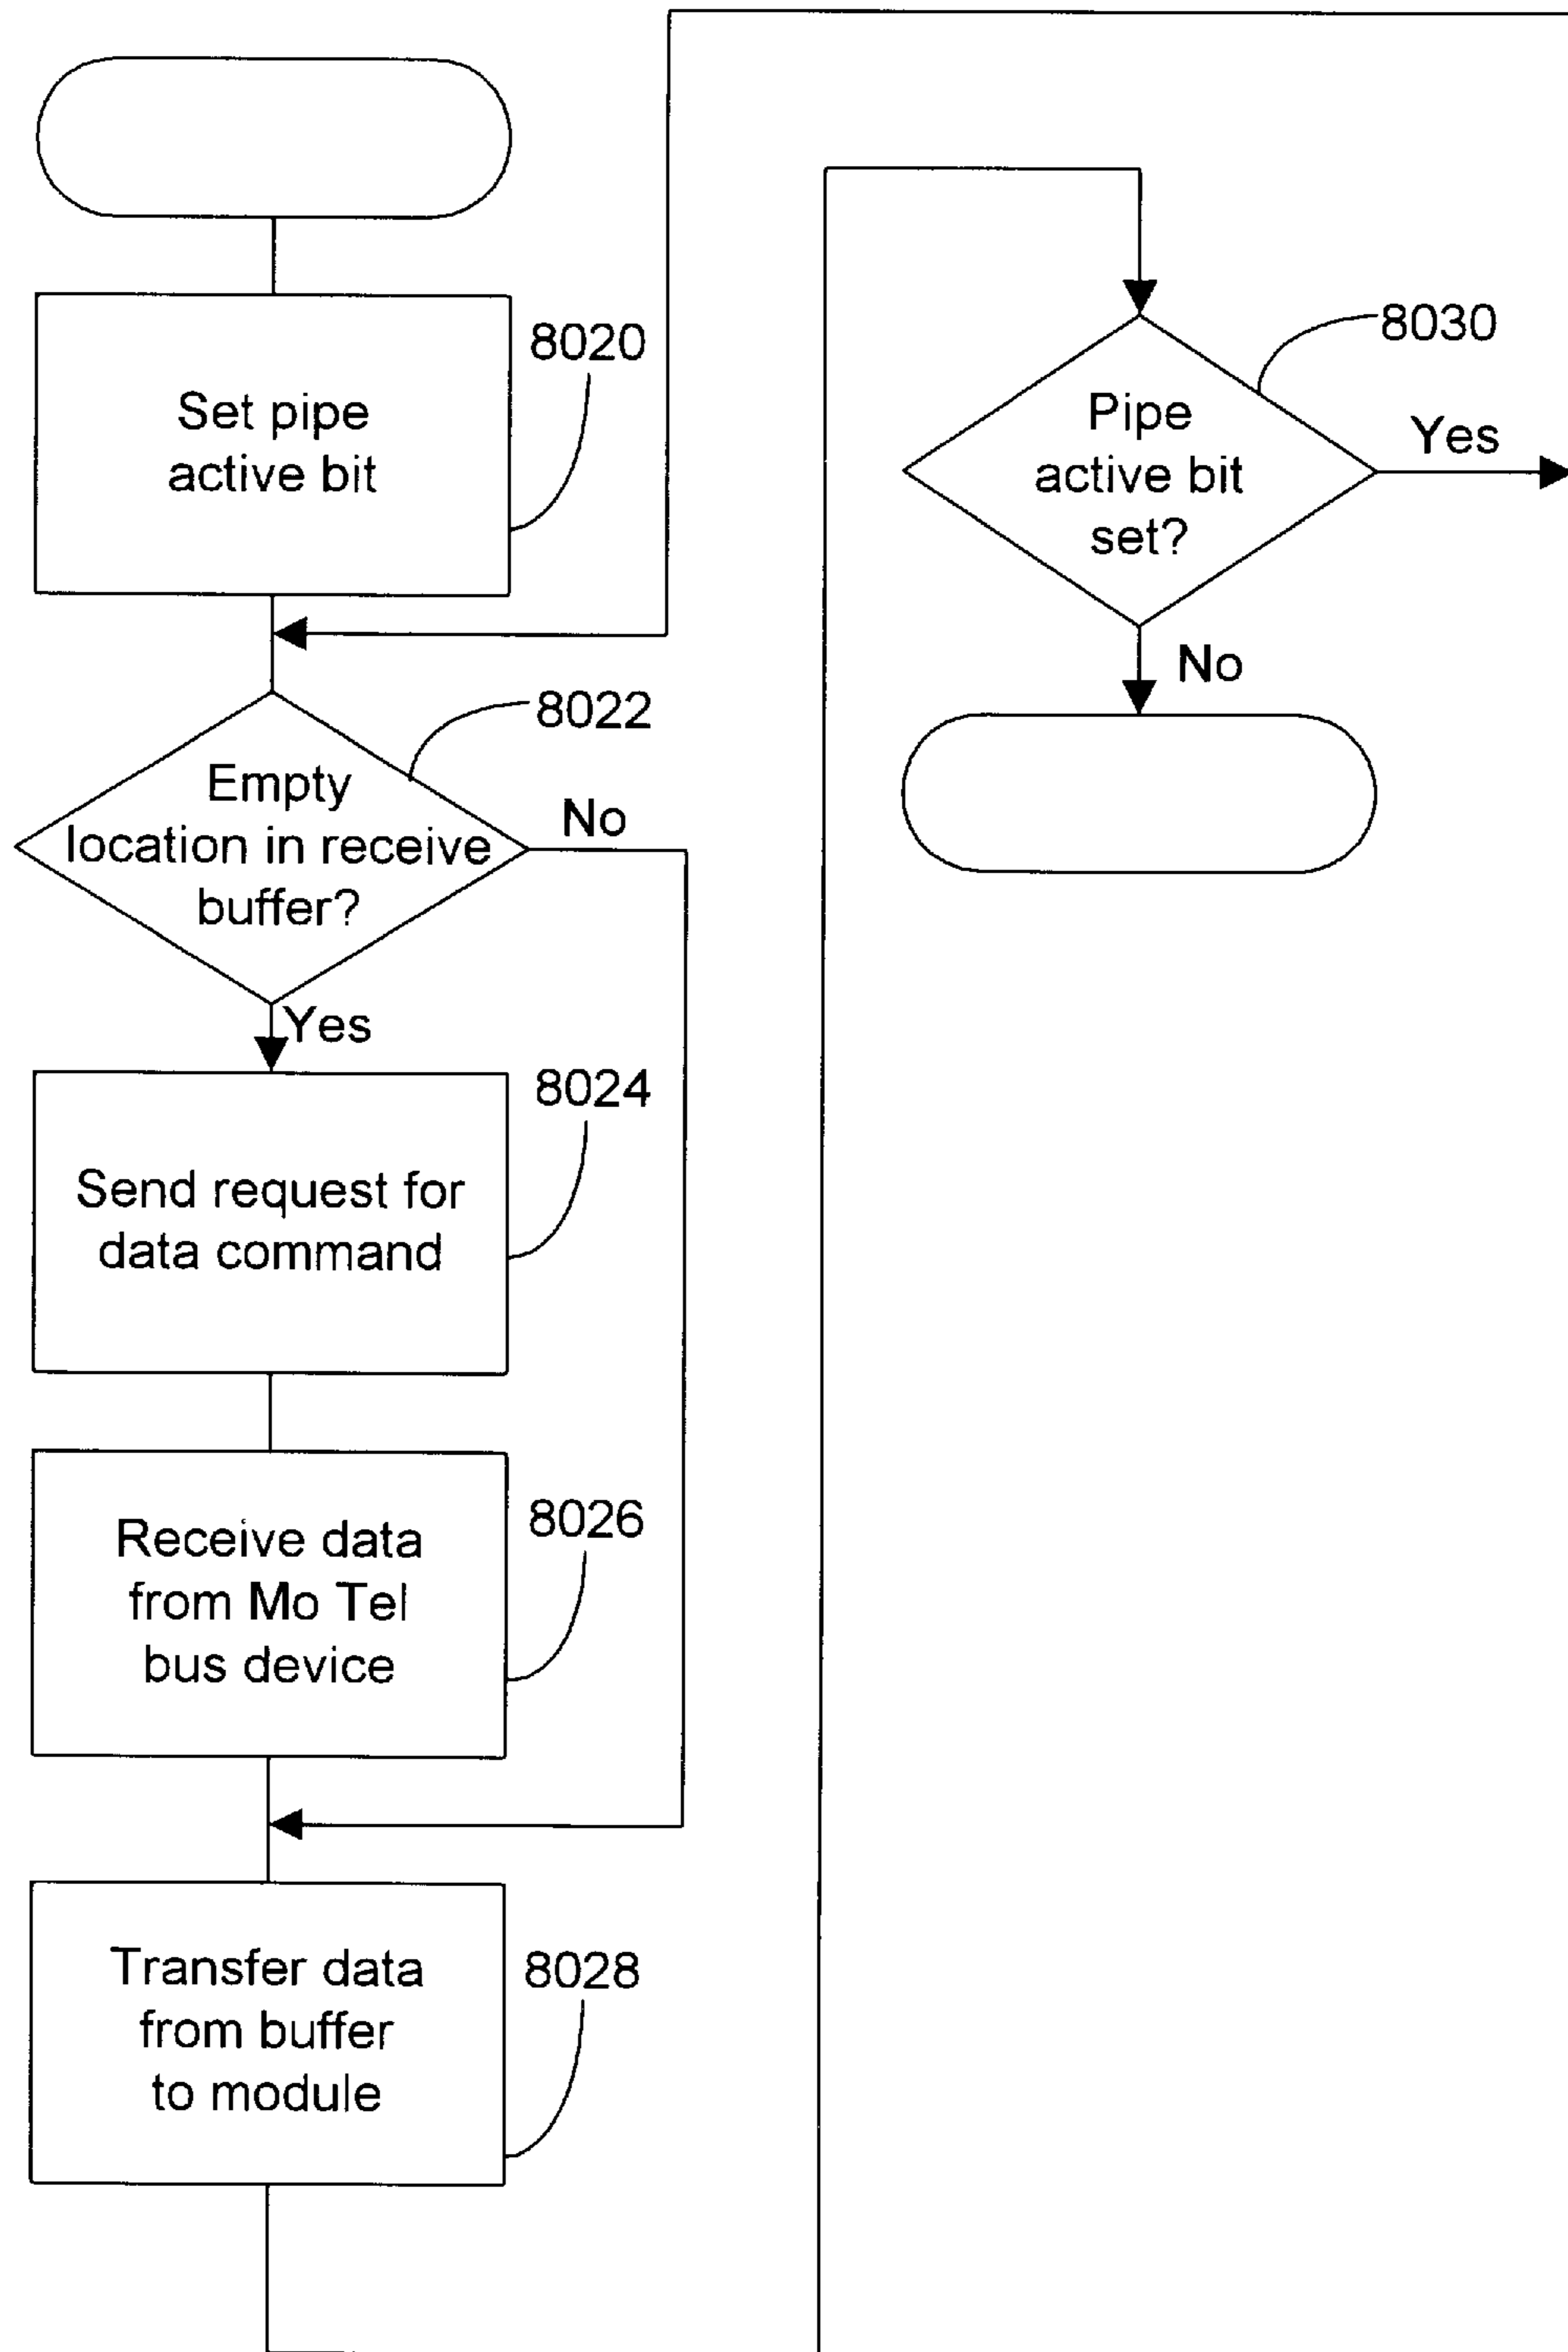 Set pipe
active bit
8020
Empty
location in receive
buffer?
8022
No
Yes
Send request for
data command
8024
Receive data
from Mo Tel
bus device
8026
Transfer data
from buffer
to module
8028
Pipe
active bit
set?
8030
Yes
No